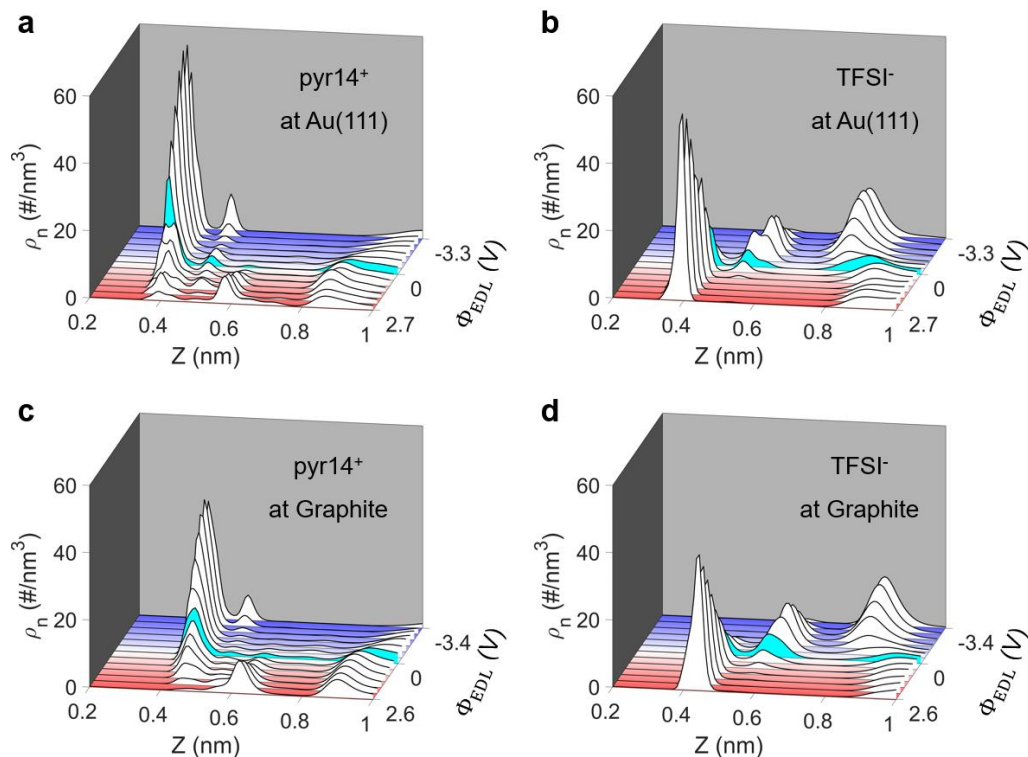 a
pyr14⁺
at Au(111)
60
40
20
0
ρn (#/nm³)
0.2
0.4
0.6
0.8
1
Z (nm)
-3.3
0
2.7
Φ_EDL (V)
b
TFSI⁻
at Au(111)
60
40
20
0
ρn (#/nm³)
0.2
0.4
0.6
0.8
1
Z (nm)
-3.3
0
2.7
Φ_EDL (V)
c
pyr14⁺
at Graphite
60
40
20
0
ρn (#/nm³)
0.2
0.4
0.6
0.8
1
Z (nm)
-3.4
0
2.6
Φ_EDL (V)
d
TFSI⁻
at Graphite
60
40
20
0
ρn (#/nm³)
0.2
0.4
0.6
0.8
1
Z (nm)
-3.4
0
2.6
Φ_EDL (V)